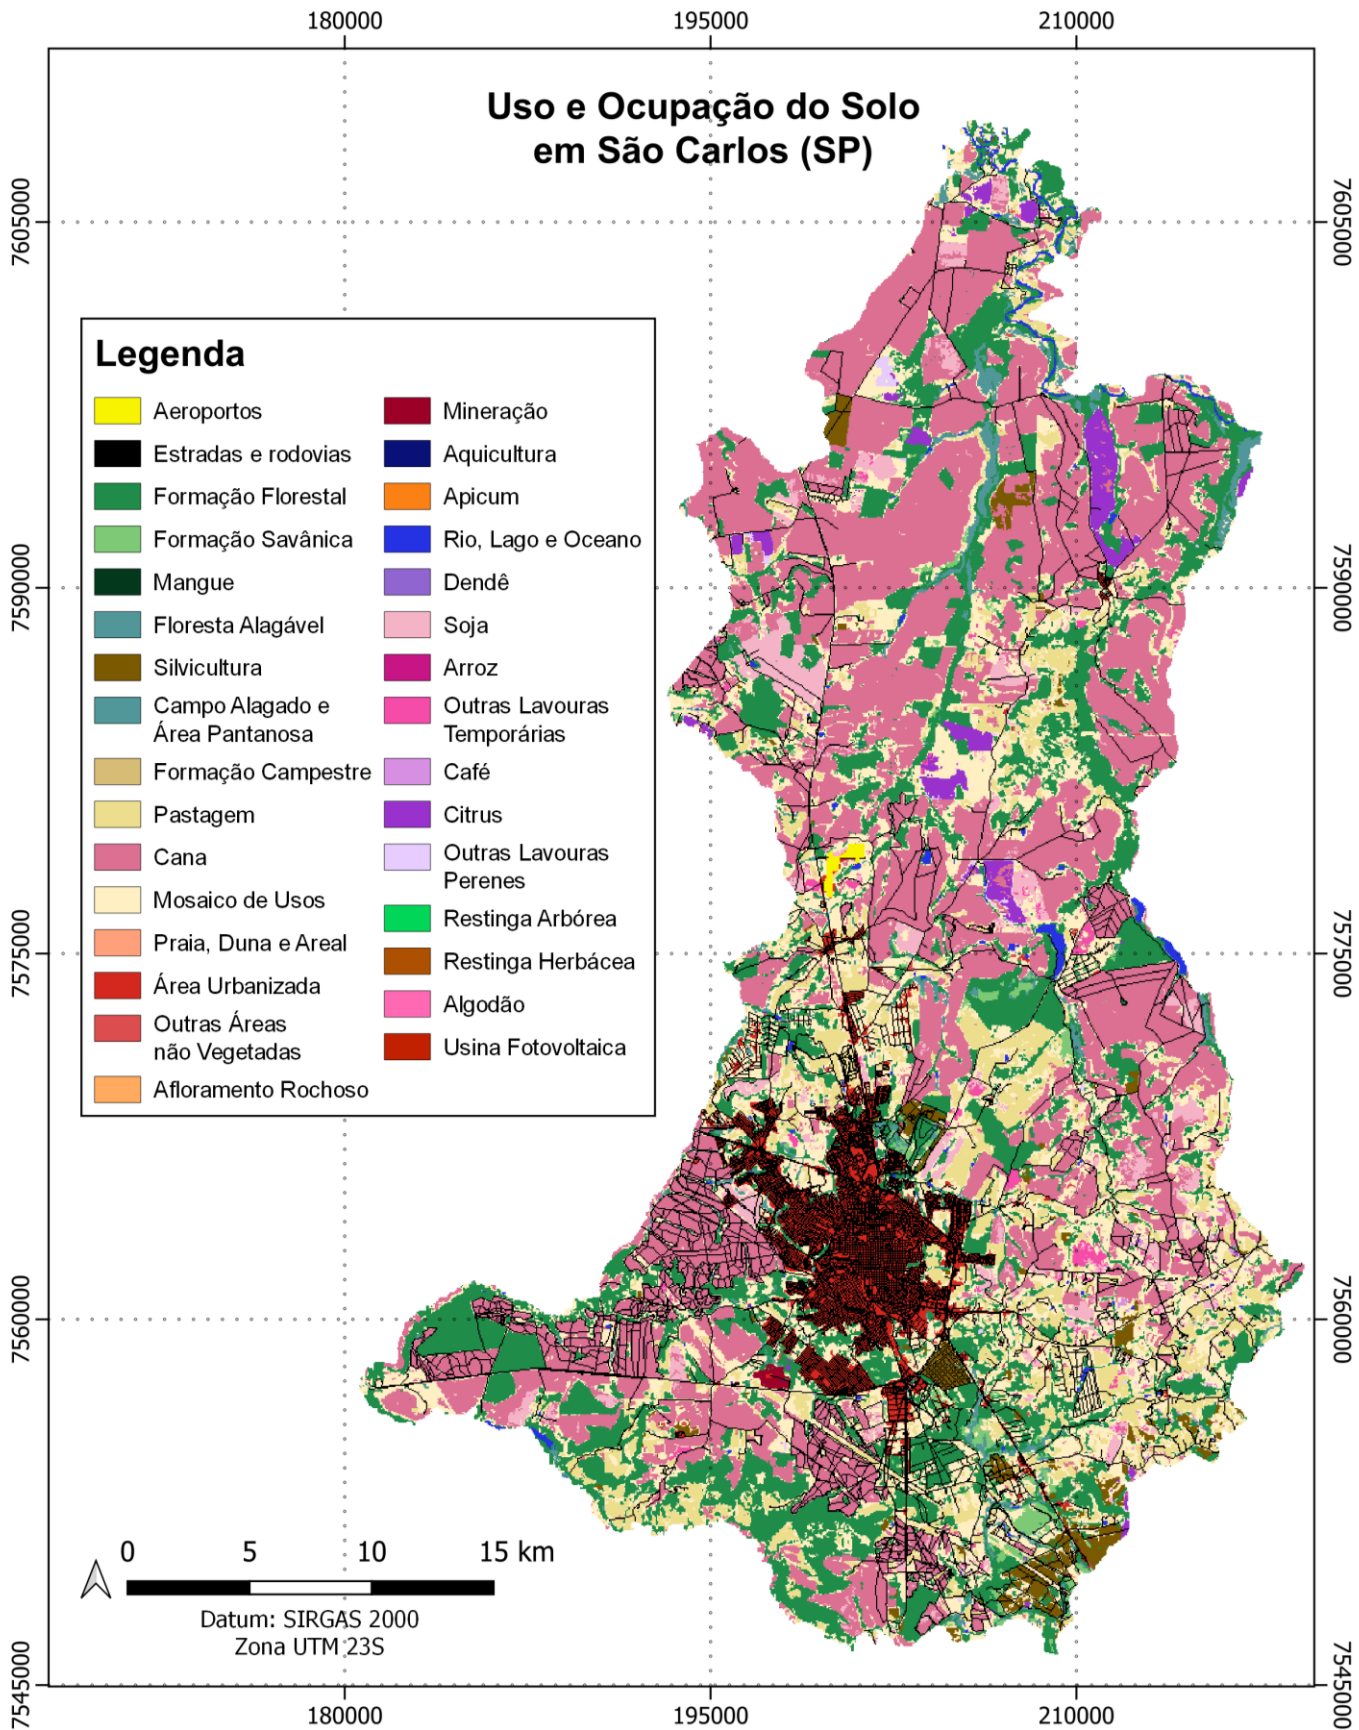 180000
195000
210000
Uso e Ocupação do Solo
em São Carlos (SP)
7605000
7605000
Legenda
Aeroportos
Estradas e rodovias
Formação Florestal
Formação Savânica
Mangue
Floresta Alagável
Silvicultura
Campo Alagado e
Área Pantanosa
Formação Campestre
Pastagem
Cana
Mosaico de Usos
Praia, Duna e Areal
Área Urbanizada
Outras Áreas
não Vegetadas
Afloramento Rochoso
Mineração
Aquicultura
Apicum
Rio, Lago e Oceano
Dendê
Soja
Arroz
Outras Lavouras
Temporárias
Café
Citrus
Outras Lavouras
Perenes
Restinga Arbórea
Restinga Herbácea
Algodão
Usina Fotovoltaica
7590000
7590000
7575000
7575000
7560000
7560000
0 5 10 15 km
Datum: SIRGAS 2000
Zona UTM 23S
7545000
7545000
180000
195000
210000